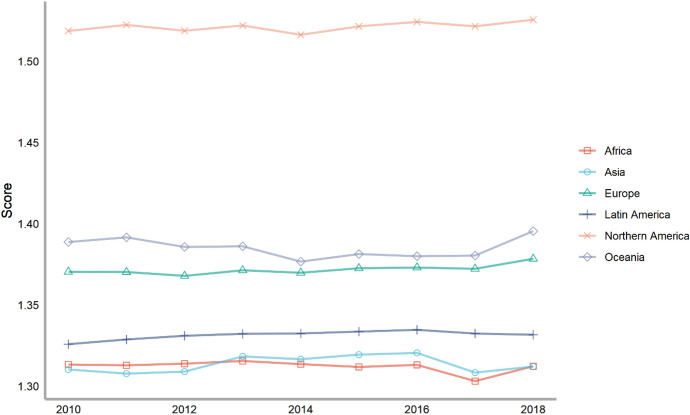 1.50
1.45
1.40
1.35
1.30
Score
2010
2012
2014
2016
2018
Africa
Asia
Europe
Latin America
Northern America
Oceania